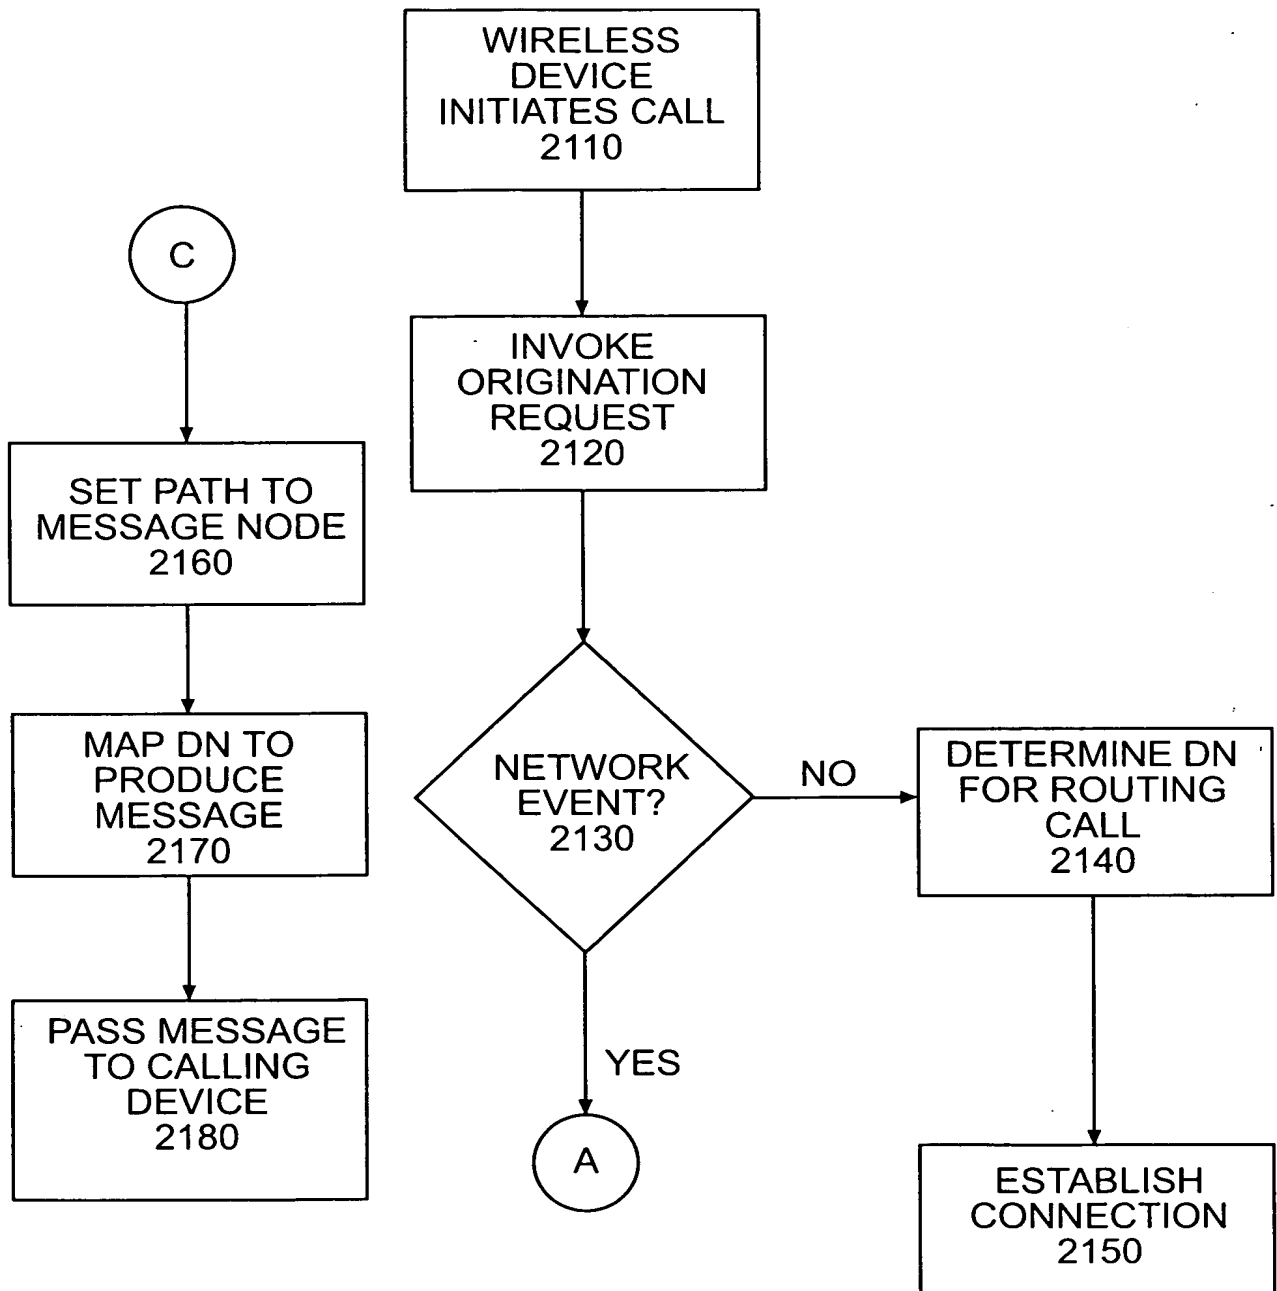 WIRELESS
DEVICE
INITIATES CALL
2110
C
INVOKE
ORIGINATION
REQUEST
2120
SET PATH TO
MESSAGE NODE
2160
MAP DN TO
PRODUCE
MESSAGE
2170
NETWORK
EVENT?
2130
NO
DETERMINE DN
FOR ROUTING
CALL
2140
PASS MESSAGE
TO CALLING
DEVICE
2180
YES
A
ESTABLISH
CONNECTION
2150